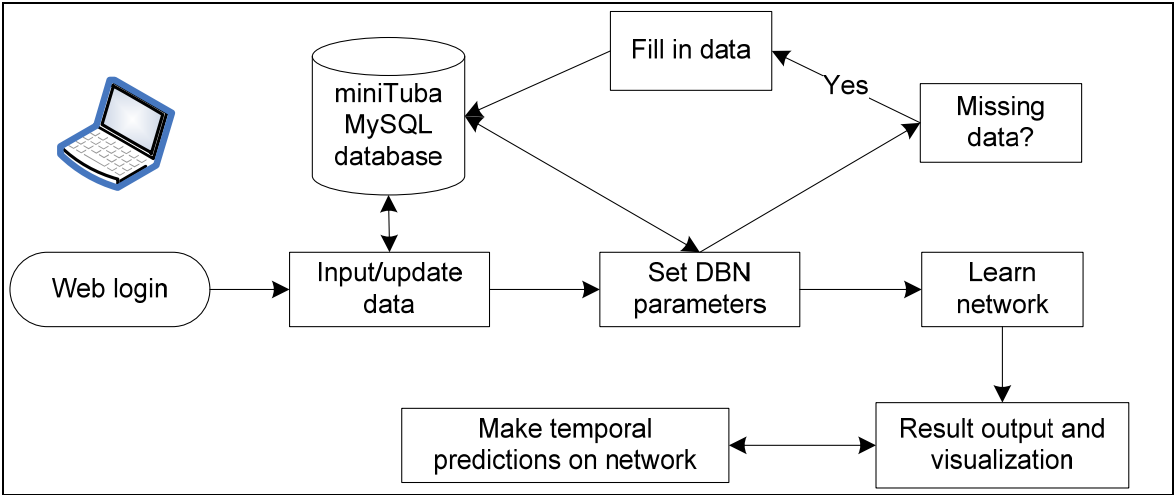 Fill in data
miniTuba
MySQL
database
Yes
Missing
data?
Web login
Input/update
data
Set DBN
parameters
Learn
network
Make temporal
predictions on network
Result output and
visualization